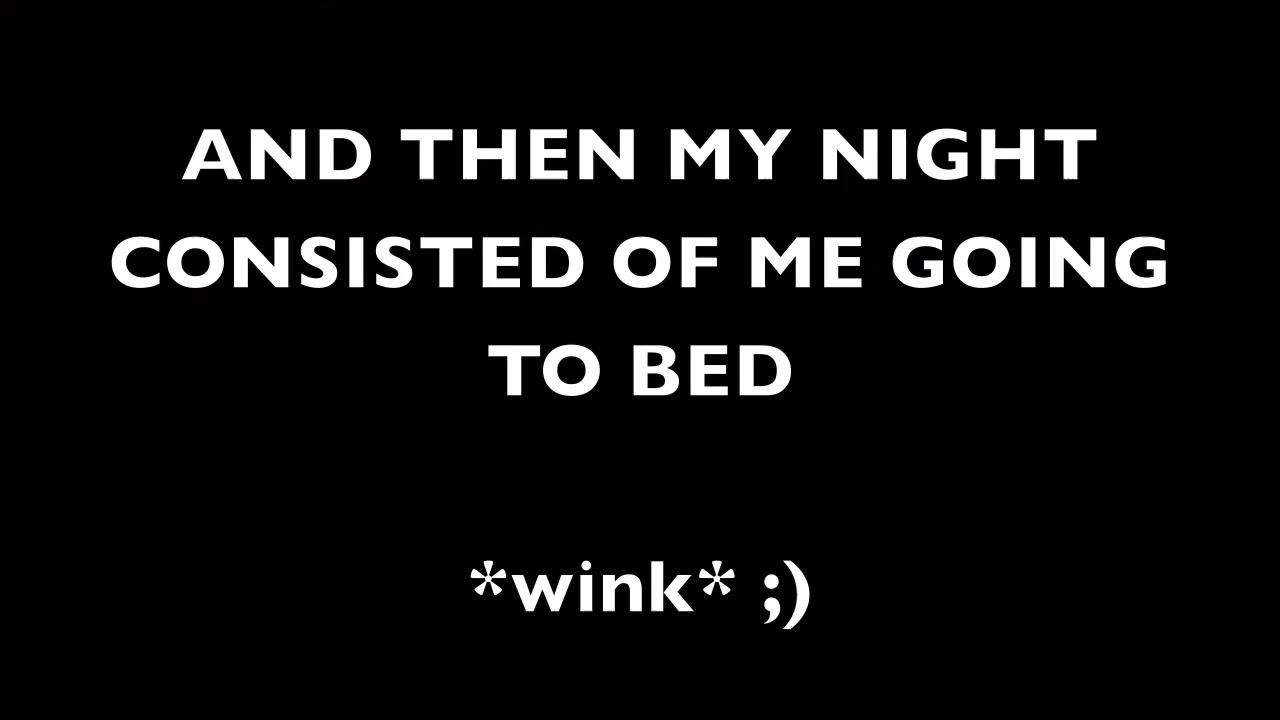 AND THEN MY NIGHT
CONSISTED OF ME GOING
TO BED
*wink* ;)